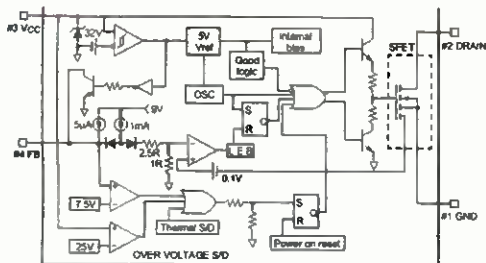 #3 VCC
32V
5V
Vref
Internal
bias
Good
logic
SFET
#2 DRAIN
OSC
S
R
9V
5μA
1mA
#4 FB
2.5R
1R
L.E.B
0.1V
7.5V
Thermal S/D
S
R
Power on reset
#1 GND
25V
OVER VOLTAGE S/D